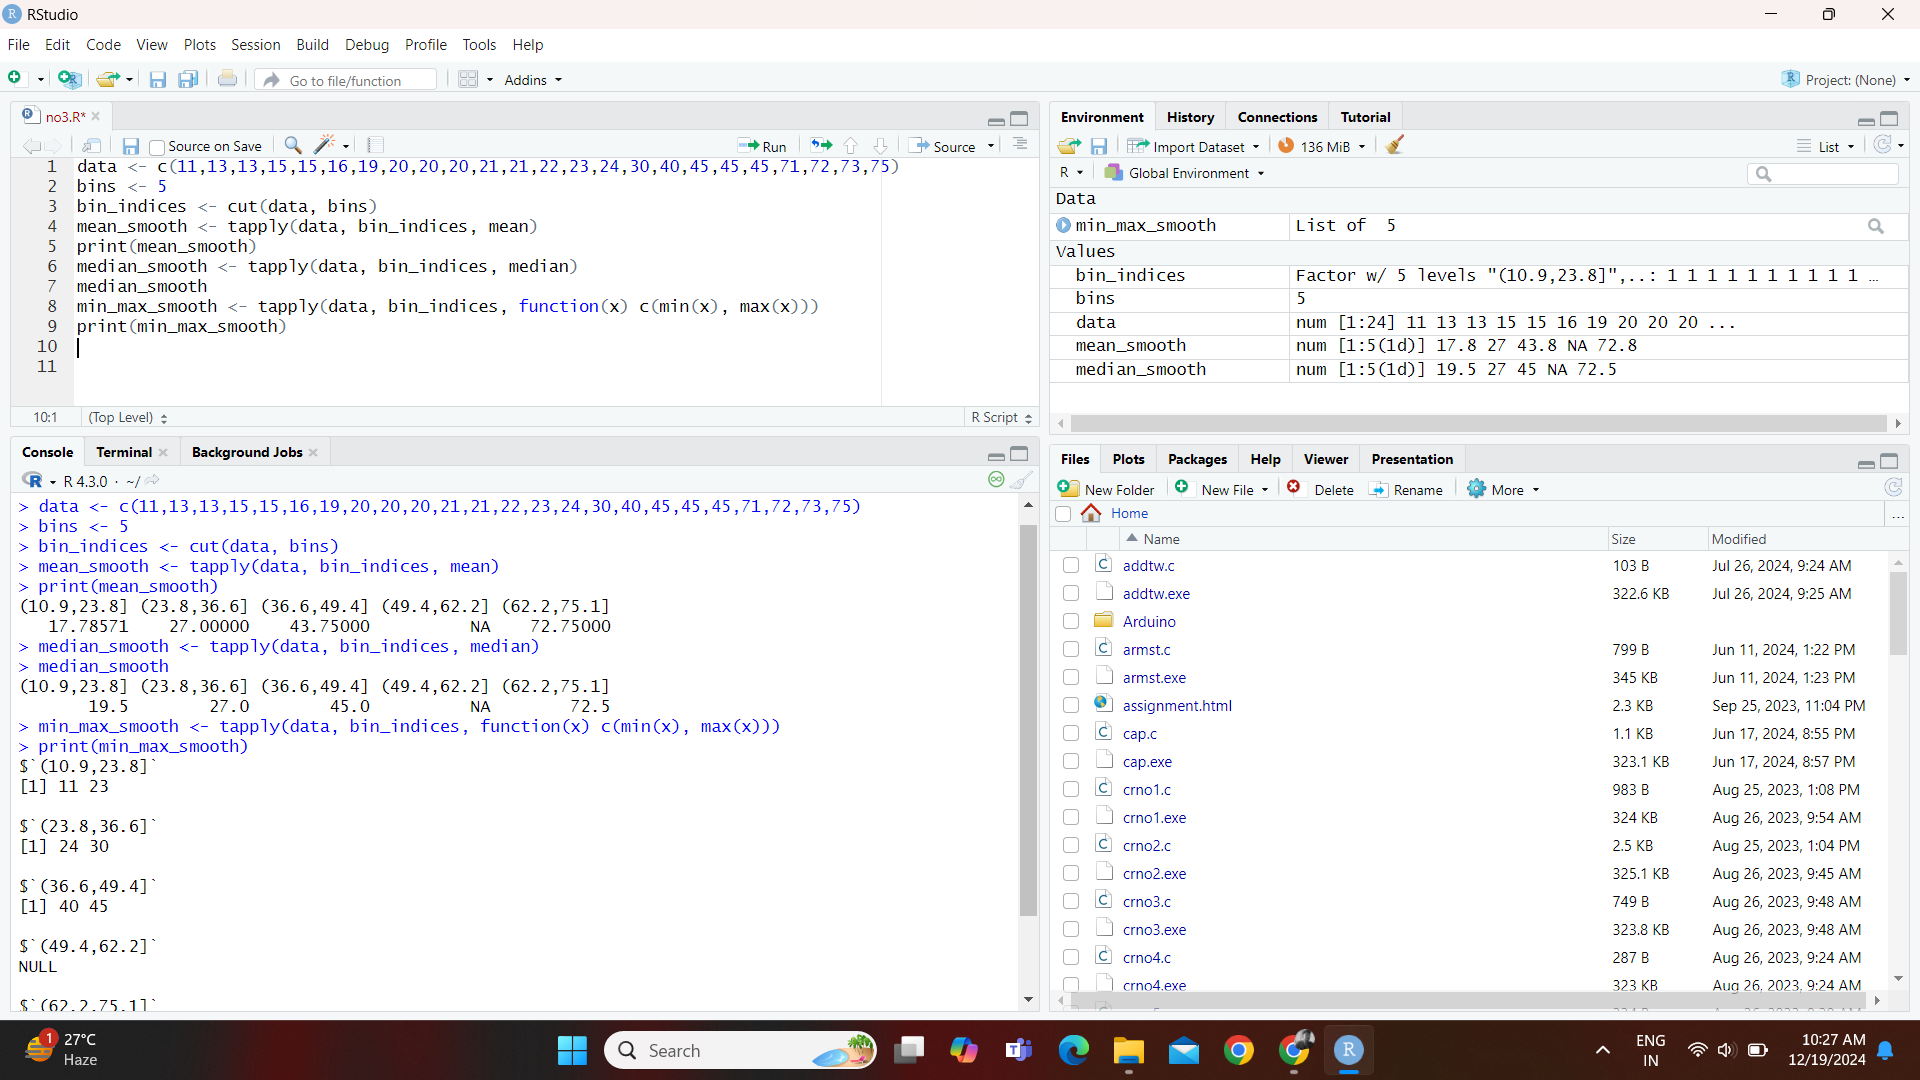 RStudio
File Edit Code View Plots Session Build Debug Profile Tools Help
Go to file/function Addins Project: (None)
no3.R*
Source on Save Run Source
1 data <- c(11,13,13,15,15,16,19,20,20,20,21,21,22,23,24,30,40,45,45,45,71,72,73,75)
2 bins <- 5
3 bin_indices <- cut(data, bins)
4 mean_smooth <- tapply(data, bin_indices, mean)
5 print(mean_smooth)
6 median_smooth <- tapply(data, bin_indices, median)
7 median_smooth
8 min_max_smooth <- tapply(data, bin_indices, function(x) c(min(x), max(x)))
9 print(min_max_smooth)
10
11
10:1 (Top Level) R Script
Console Terminal Background Jobs
R 4.3.0 · ~/
> data <- c(11,13,13,15,15,16,19,20,20,20,21,21,22,23,24,30,40,45,45,45,71,72,73,75)
> bins <- 5
> bin_indices <- cut(data, bins)
> mean_smooth <- tapply(data, bin_indices, mean)
> print(mean_smooth)
(10.9,23.8] (23.8,36.6] (36.6,49.4] (49.4,62.2] (62.2,75.1]
17.78571 27.00000 43.75000 NA 72.75000
> median_smooth <- tapply(data, bin_indices, median)
> median_smooth
(10.9,23.8] (23.8,36.6] (36.6,49.4] (49.4,62.2] (62.2,75.1]
19.5 27.0 45.0 NA 72.5
> min_max_smooth <- tapply(data, bin_indices, function(x) c(min(x), max(x)))
> print(min_max_smooth)
$`(10.9,23.8]`
[1] 11 23
$`(23.8,36.6]`
[1] 24 30
$`(36.6,49.4]`
[1] 40 45
$`(49.4,62.2]`
NULL
$`(62.2,75.1]`
Environment History Connections Tutorial
Import Dataset 136 MiB List
R Global Environment
Data
min_max_smooth List of 5
Values
bin_indices Factor w/ 5 levels "(10.9,23.8]",..: 1 1 1 1 1 1 1 1 1 1 …
bins 5
data num [1:24] 11 13 13 15 15 16 19 20 20 20 ...
mean_smooth num [1:5(1d)] 17.8 27 43.8 NA 72.8
median_smooth num [1:5(1d)] 19.5 27 45 NA 72.5
Files Plots Packages Help Viewer Presentation
New Folder New File Delete Rename More
Home ...
Name Size Modified
addtw.c 103 B Jul 26, 2024, 9:24 AM
addtw.exe 322.6 KB Jul 26, 2024, 9:25 AM
Arduino
armst.c 799 B Jun 11, 2024, 1:22 PM
armst.exe 345 KB Jun 11, 2024, 1:23 PM
assignment.html 2.3 KB Sep 25, 2023, 11:04 PM
cap.c 1.1 KB Jun 17, 2024, 8:55 PM
cap.exe 323.1 KB Jun 17, 2024, 8:57 PM
crno1.c 983 B Aug 25, 2023, 1:08 PM
crno1.exe 324 KB Aug 26, 2023, 9:54 AM
crno2.c 2.5 KB Aug 25, 2023, 1:04 PM
crno2.exe 325.1 KB Aug 26, 2023, 9:45 AM
crno3.c 749 B Aug 26, 2023, 9:48 AM
crno3.exe 323.8 KB Aug 26, 2023, 9:48 AM
crno4.c 287 B Aug 26, 2023, 9:24 AM
crno4.exe 323 KB Aug 26, 2023, 9:24 AM
1 27°C
Haze
Search
ENG
IN
10:27 AM
12/19/2024